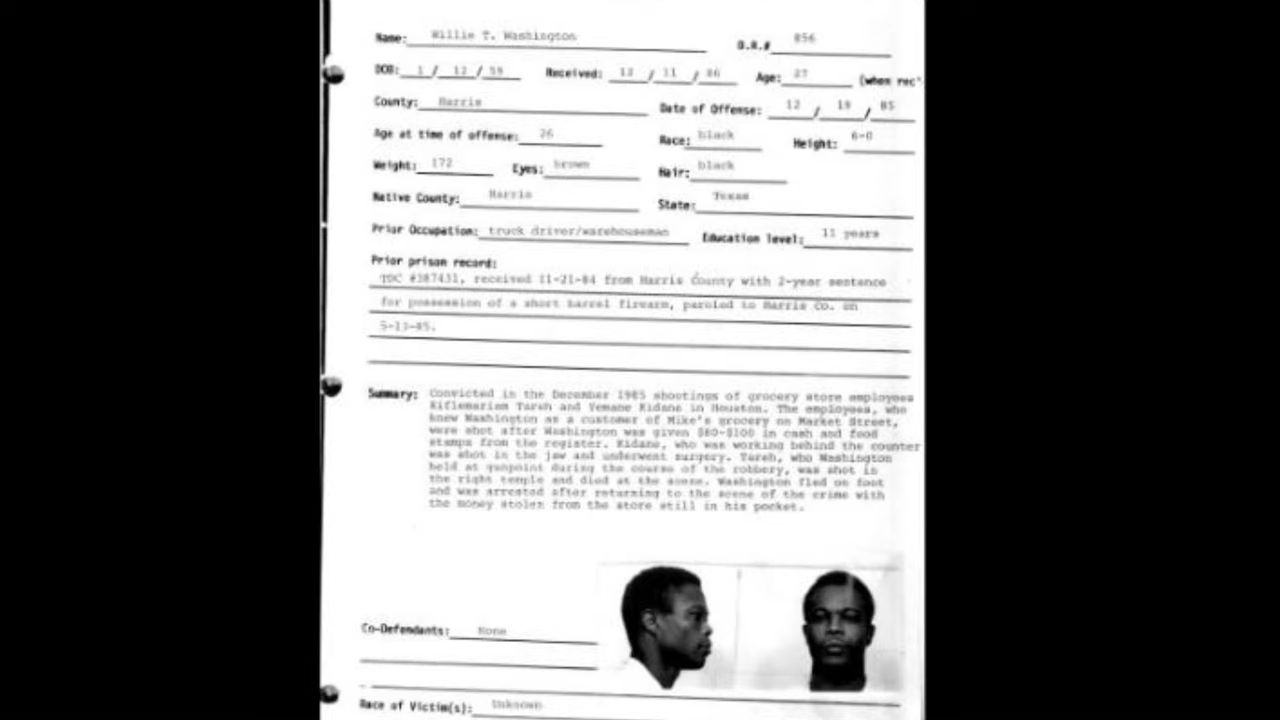 Name: Willie T. Washington D.R.# 856
DOB: 1 / 12 / 59 Received: 12 / 11 / 86 Age: 27 (when rec'
County: Harris Date of Offense: 12 / 19 / 85
Age at time of offense: 26 Race: black Height: 6-0
Weight: 172 Eyes: brown Hair: black
Native County: Harris State: Texas
Prior Occupation: truck driver/warehouseman Education level: 11 years
Prior prison record:
TDC #387431, received 11-21-84 from Harris County with 2-year sentence
for possession of a short barrel firearm, paroled to Harris Co. on
5-13-85.
Summary: Convicted in the December 1985 shootings of grocery store employees
Kiflemariam Tareh and Yemane Kidane in Houston. The employees, who
knew Washington as a customer of Mike's grocery on Market Street,
were shot after Washington was given $80-$100 in cash and food
stamps from the register. Kidane, who was working behind the counter
was shot in the jaw and underwent surgery. Tareh, who Washington
held at gunpoint during the course of the robbery, was shot in
the right temple and died at the scene. Washington fled on foot
and was arrested after returning to the scene of the crime with
the money stolen from the store still in his pocket.
Co-Defendants: None
Race of Victim(s): Unknown